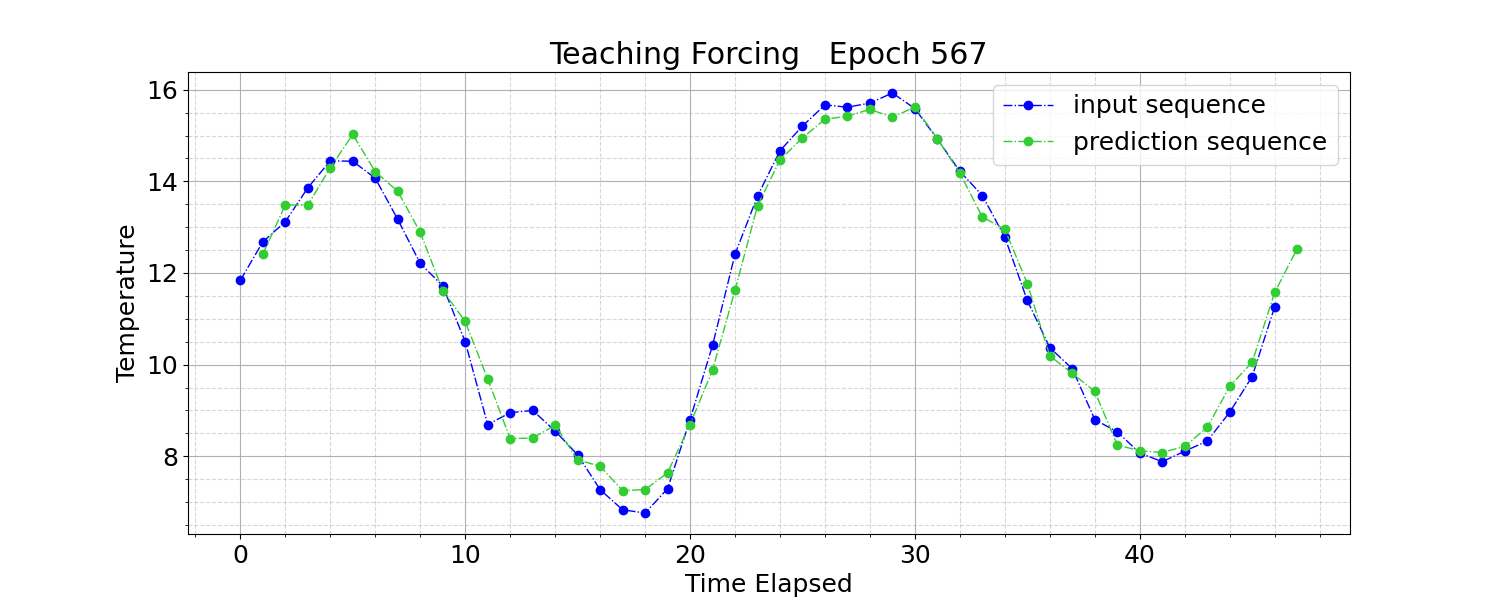 Teaching Forcing   Epoch 567
input sequence
prediction sequence
Temperature
16
14
12
10
8
0 10 20 30 40
Time Elapsed